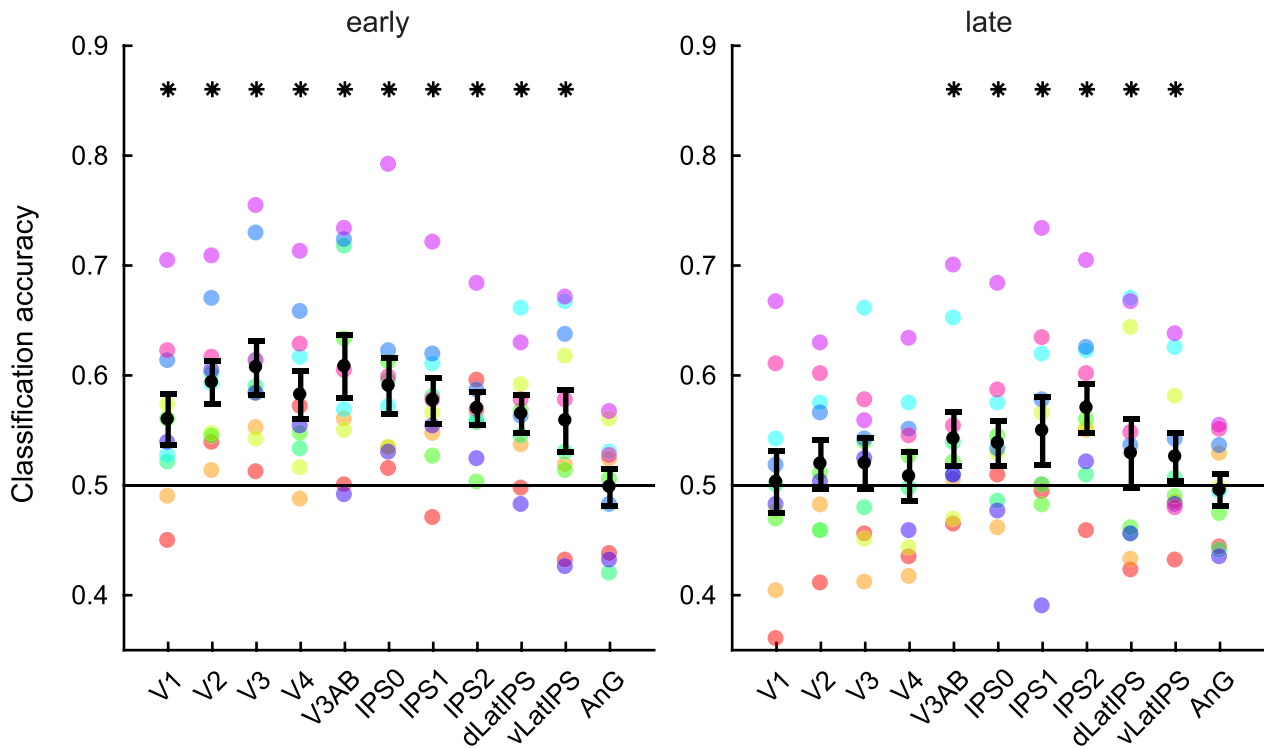 early
late
Classification accuracy
0.9
0.8
0.7
0.6
0.5
0.4
* * * * * * * * * *
V1 V2 V3 V4 V3AB IPS0 IPS1 IPS2 dLatIPS vLatIPS AnG
0.9
0.8
0.7
0.6
0.5
0.4
* * * * * *
V1 V2 V3 V4 V3AB IPS0 IPS1 IPS2 dLatIPS vLatIPS AnG